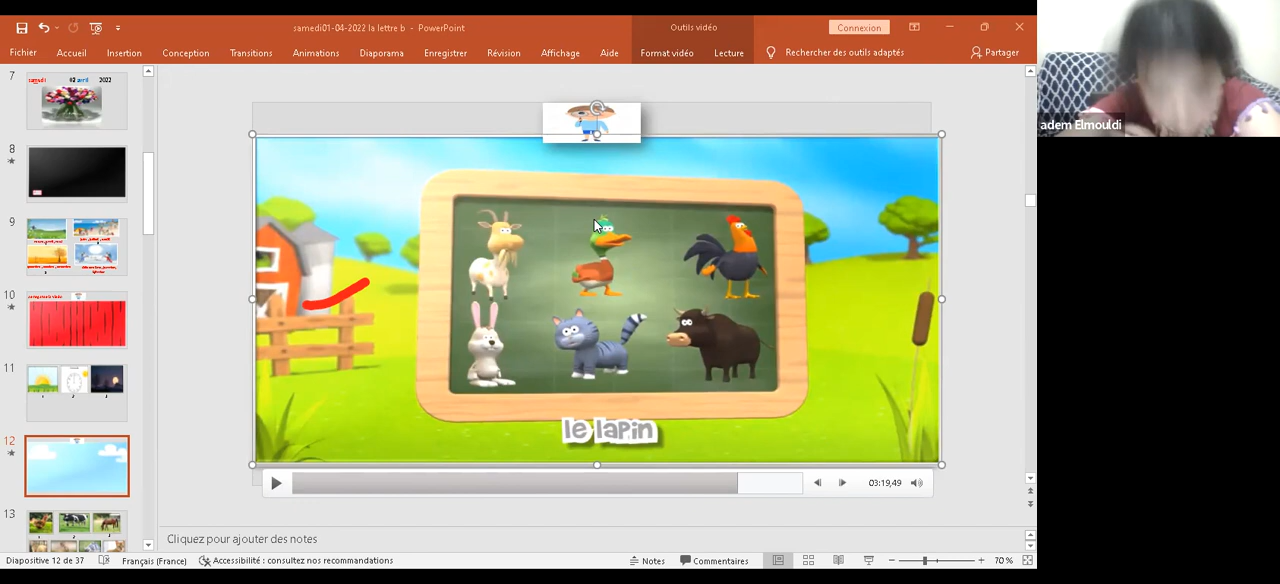 samedi01-04-2022 la lettre b - PowerPoint
Outils vidéo
Connexion
Fichier Accueil Insertion Conception Transitions Animations Diaporama Enregistrer Révision Affichage Aide Format vidéo Lecture Rechercher des outils adaptés Partager
7
samedi avril 2022
8
9
10
11
12
13
adem Elmouldi
le lapin
03:19,49
Cliquez pour ajouter des notes
Diapositive 12 de 37 Français (France) Accessibilité : consultez nos recommandations Notes Commentaires 70 %